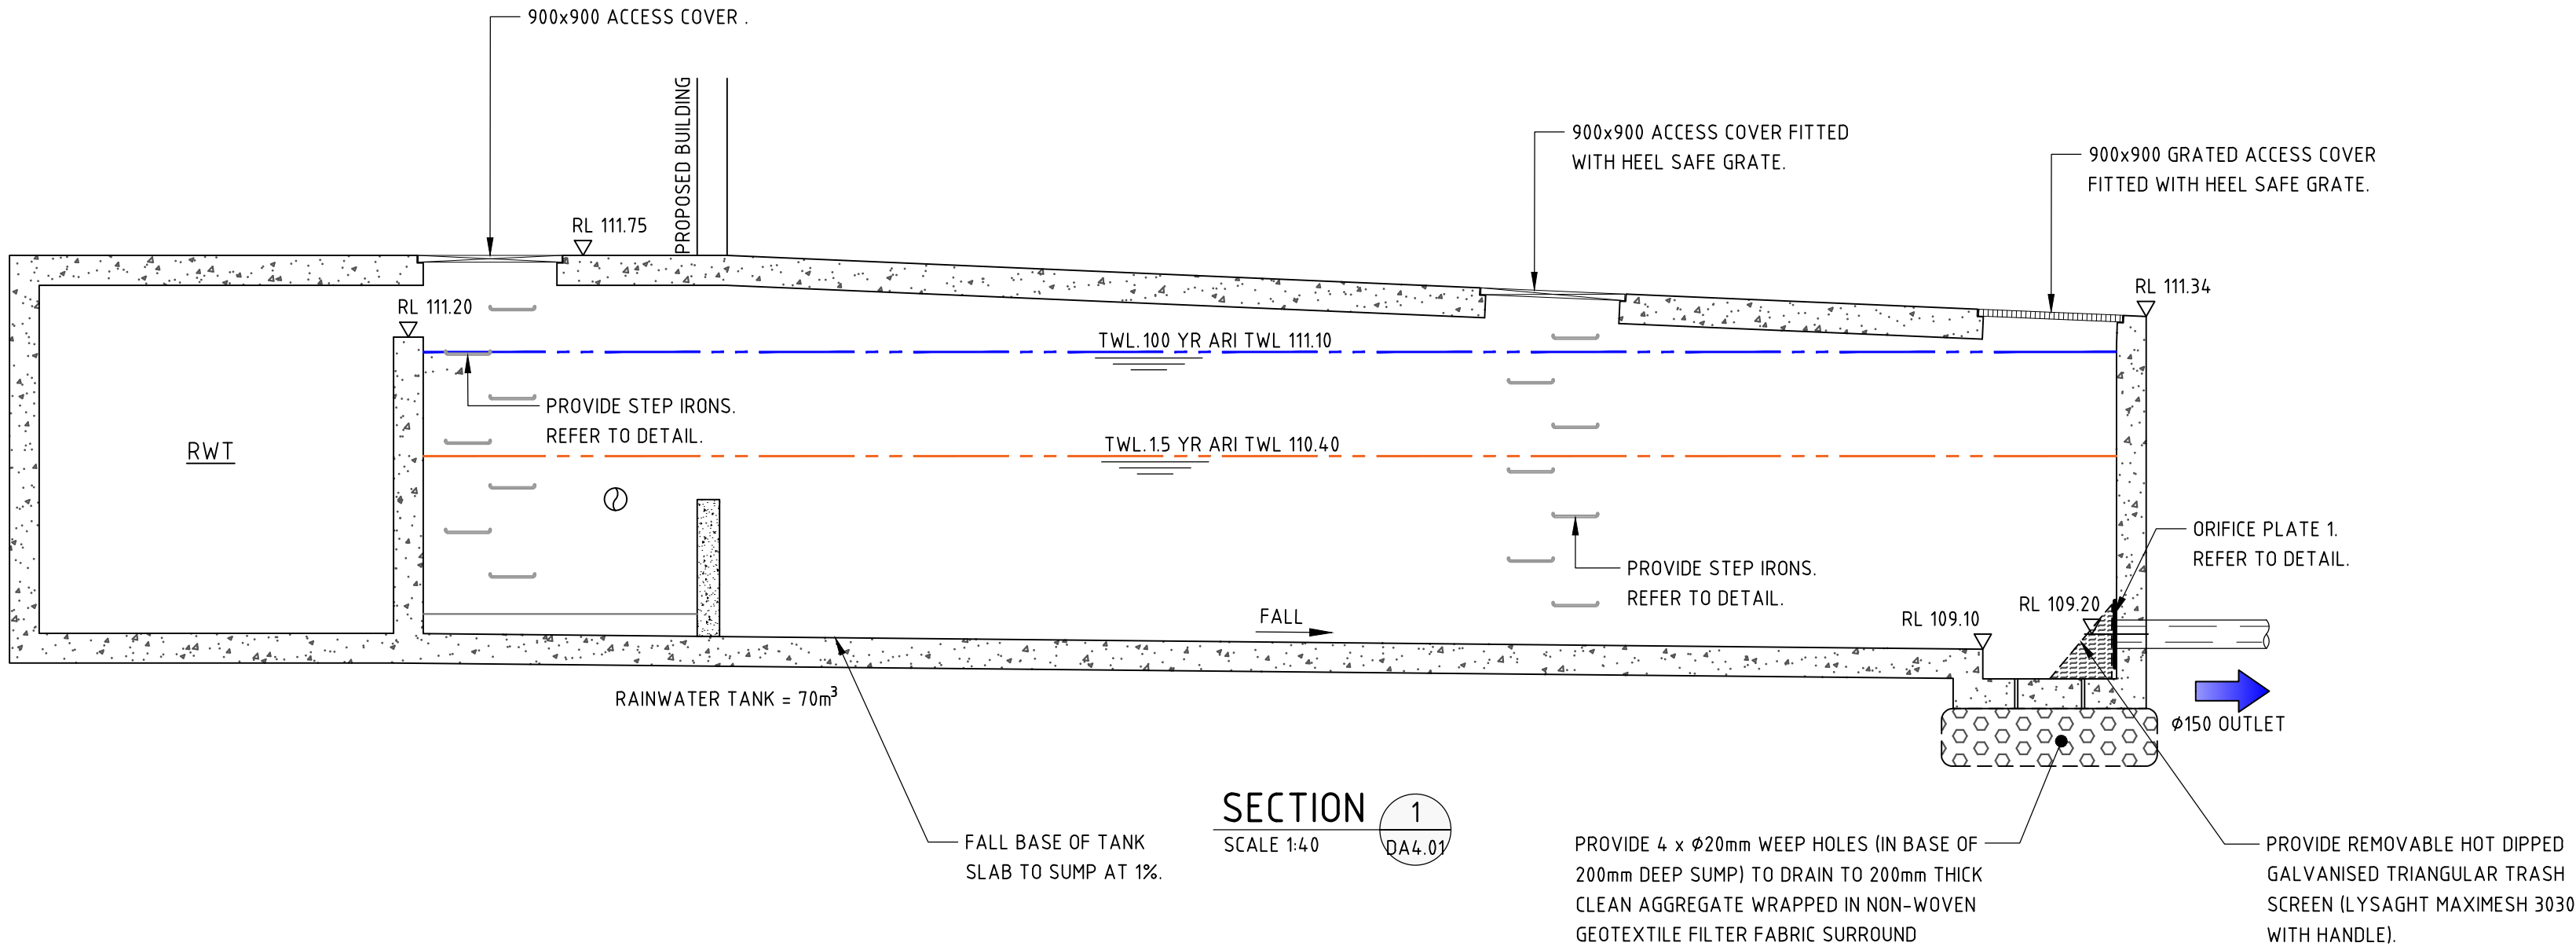 900x900 ACCESS COVER .
PROPOSED BUILDING
900x900 ACCESS COVER FITTED
WITH HEEL SAFE GRATE.
900x900 GRATED ACCESS COVER
FITTED WITH HEEL SAFE GRATE.
RL 111.75
RL 111.20
RL 111.34
TWL.100 YR ARI TWL 111.10
PROVIDE STEP IRONS.
REFER TO DETAIL.
RWT
TWL.1.5 YR ARI TWL 110.40
ORIFICE PLATE 1.
REFER TO DETAIL.
PROVIDE STEP IRONS.
REFER TO DETAIL.
FALL
RL 109.10
RL 109.20
RAINWATER TANK = 70m³
Ø150 OUTLET
SECTION
SCALE 1:40
1
DA4.01
FALL BASE OF TANK
SLAB TO SUMP AT 1%.
PROVIDE 4 x Ø20mm WEEP HOLES (IN BASE OF
200mm DEEP SUMP) TO DRAIN TO 200mm THICK
CLEAN AGGREGATE WRAPPED IN NON-WOVEN
GEOTEXTILE FILTER FABRIC SURROUND
PROVIDE REMOVABLE HOT DIPPED
GALVANISED TRIANGULAR TRASH
SCREEN (LYSAGHT MAXIMESH 3030
WITH HANDLE).